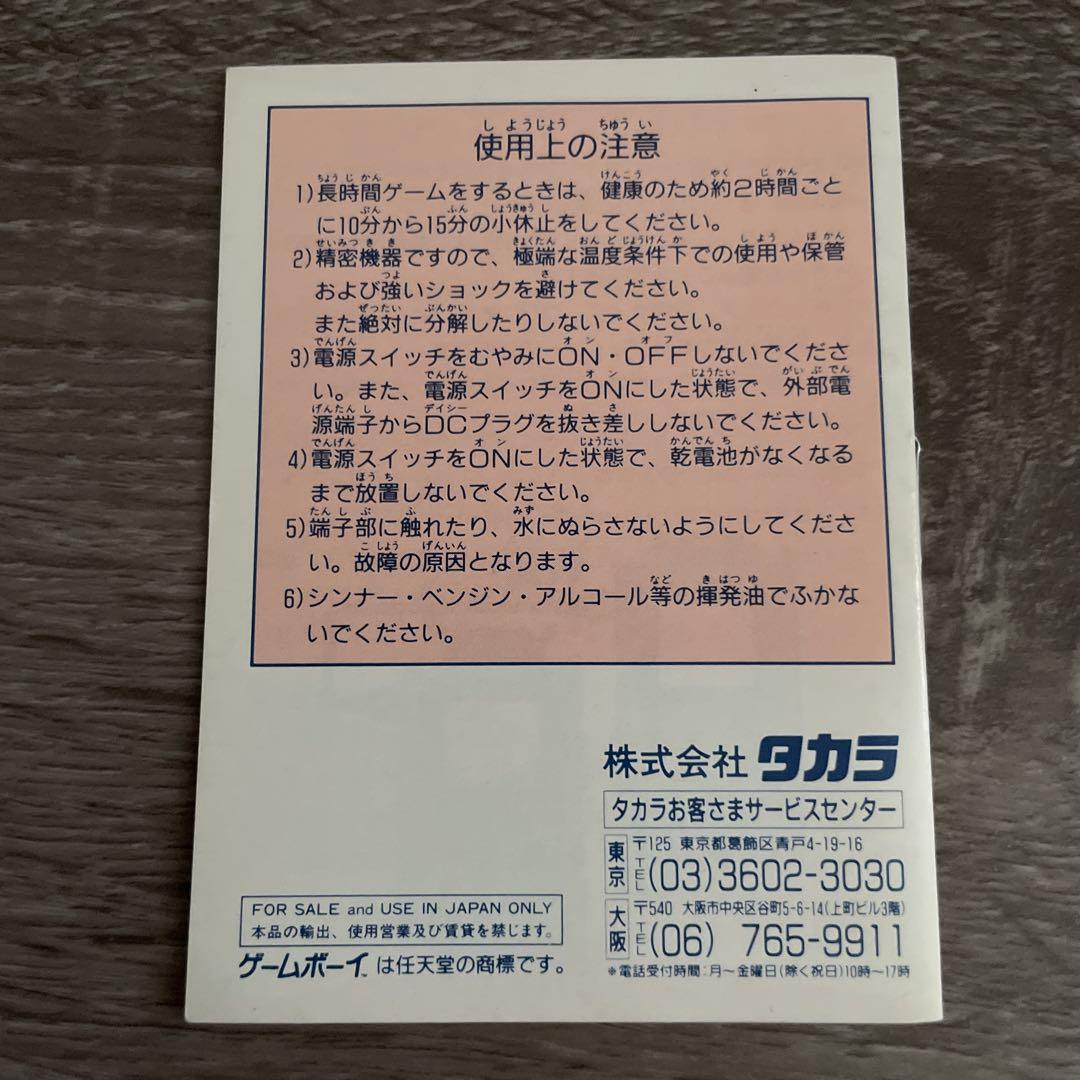 使用上の注意
1)長時間ゲームをするときは、健康のため約2時間ごと
に10分から15分の小休止をしてください。
2)精密機器ですので、極端な温度条件下での使用や保管
および強いショックを避けてください。
また絶対に分解したりしないでください。
3)電源スイッチをむやみにON・OFFしないでくださ
い。また、電源スイッチをONにした状態で、外部電
源端子からDCプラグを抜き差ししないでください。
4)電源スイッチをONにした状態で、乾電池がなくなる
まで放置しないでください。
5)端子部に触れたり、水にぬらさないようにしてくださ
い。故障の原因となります。
6)シンナー・ベンジン・アルコール等の揮発油でふかな
いでください。
株式会社 タカラ
タカラお客さまサービスセンター
東京 〒125 東京都葛飾区青戸4-19-16
TEL (03)3602-3030
大阪 〒540 大阪市中央区谷町5-6-14(上町ビル3階)
TEL (06) 765-9911
※電話受付時間:月〜金曜日(除く祝日)10時〜17時
FOR SALE and USE IN JAPAN ONLY
本品の輸出、使用営業及び賃貸を禁じます。
ゲームボーイ™は任天堂の商標です。